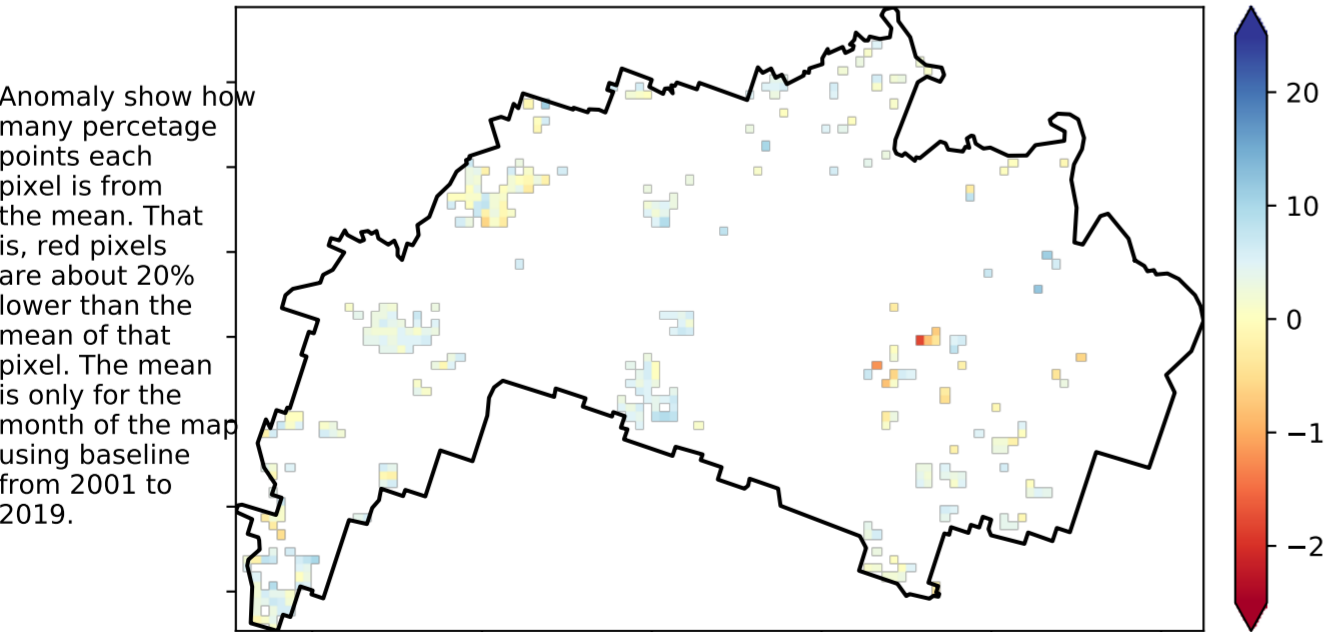 Anomaly show how
many percetage
points each
pixel is from
the mean. That
is, red pixels
are about 20%
lower than the
mean of that
pixel. The mean
is only for the
month of the map
using baseline
from 2001 to
2019.
20
10
0
−1
−2